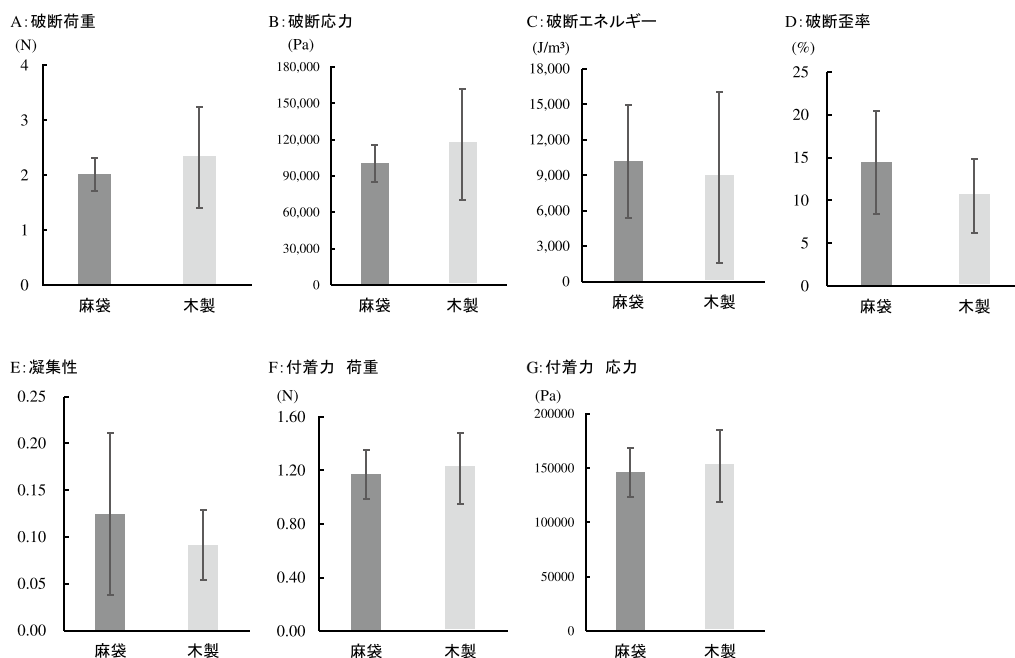 A:破断荷重
(N)
4
3
2
1
0
麻袋 木製
B:破断応力
(Pa)
180,000
150,000
120,000
90,000
60,000
30,000
0
麻袋 木製
C:破断エネルギー
(J/m³)
18,000
15,000
12,000
9,000
6,000
3,000
0
麻袋 木製
D:破断歪率
(%)
25
20
15
10
5
0
麻袋 木製
E:凝集性
0.25
0.20
0.15
0.10
0.05
0.00
麻袋 木製
F:付着力 荷重
(N)
1.60
1.20
0.80
0.40
0.00
麻袋 木製
G:付着力 応力
(Pa)
200000
150000
100000
50000
0
麻袋 木製